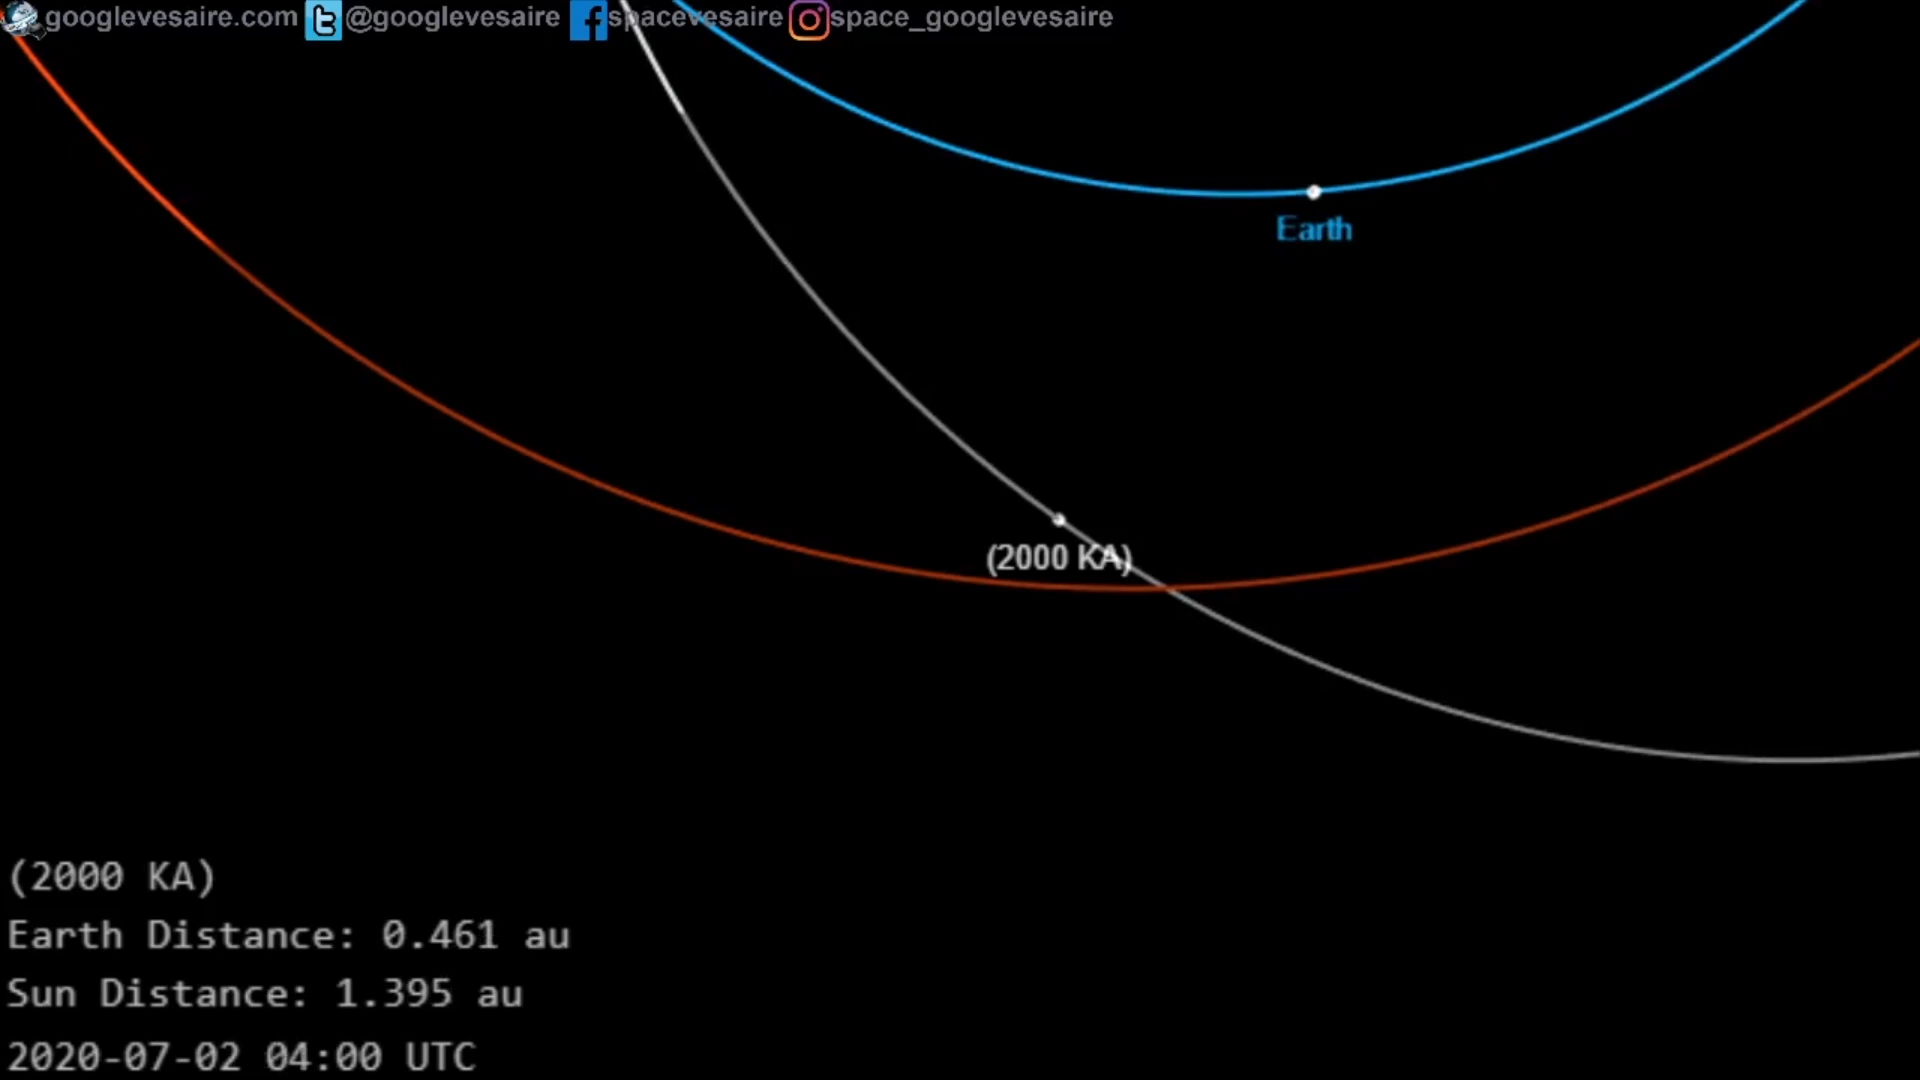 googlevesaire.com @googlevesaire spacevesaire space_googlevesaire
Earth
(2000 KA)
(2000 KA)
Earth Distance: 0.461 au
Sun Distance: 1.395 au
2020-07-02 04:00 UTC